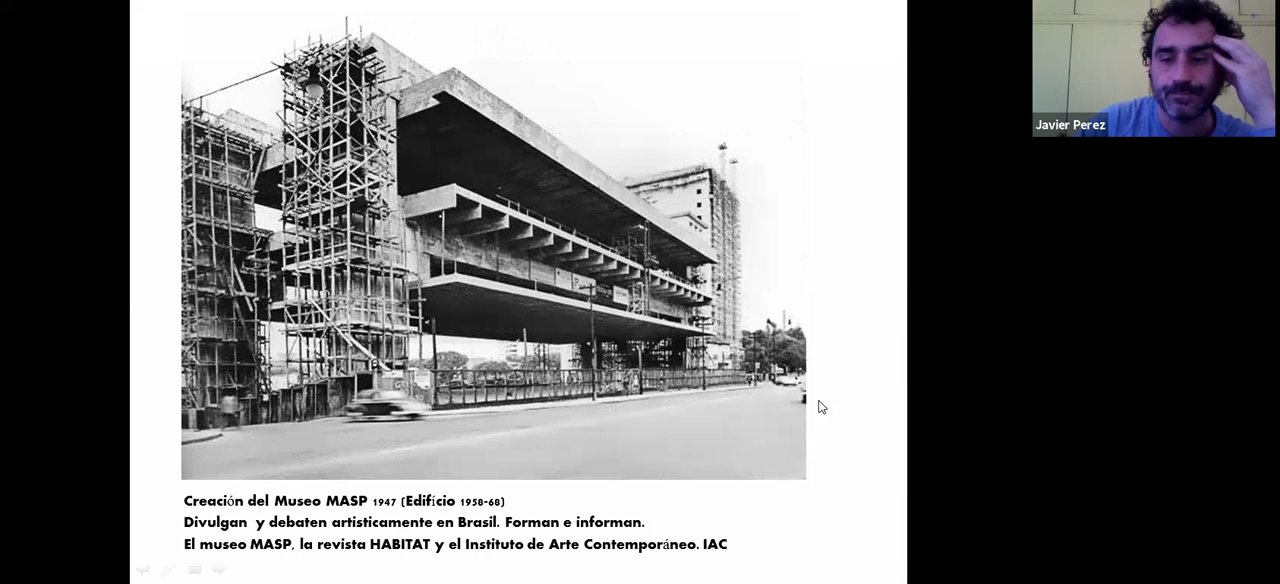 Javier Perez
Creación del Museo MASP 1947 (Edifício 1958-68)
Divulgan y debaten artisticamente en Brasil. Forman e informan.
El museo MASP, la revista HABITAT y el Instituto de Arte Contemporáneo. IAC